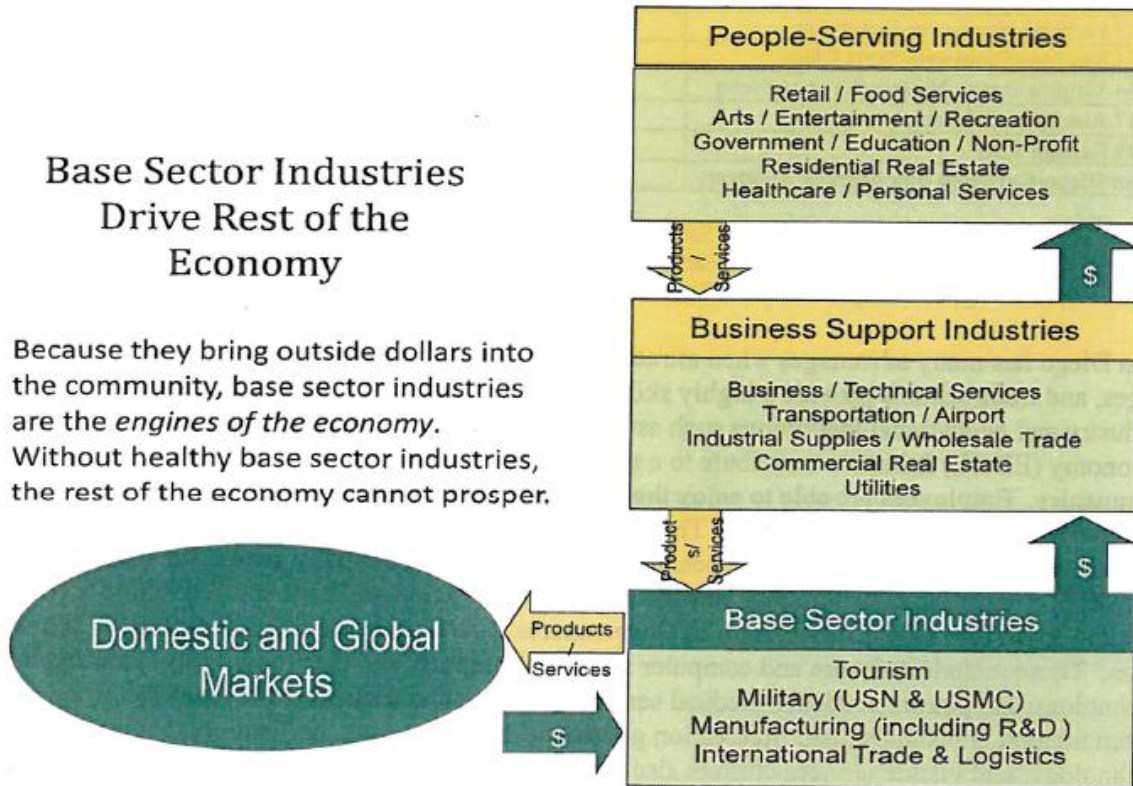 Base Sector Industries
Drive Rest of the
Economy
Because they bring outside dollars into
the community, base sector industries
are the engines of the economy.
Without healthy base sector industries,
the rest of the economy cannot prosper.
People-Serving Industries
Retail / Food Services
Arts / Entertainment / Recreation
Government / Education / Non-Profit
Residential Real Estate
Healthcare / Personal Services
Products
/
Services
$
Business Support Industries
Business / Technical Services
Transportation / Airport
Industrial Supplies / Wholesale Trade
Commercial Real Estate
Utilities
Product
s/
Services
$
Base Sector Industries
Tourism
Military (USN & USMC)
Manufacturing (including R&D )
International Trade & Logistics
Products
/
Services
$
Domestic and Global
Markets